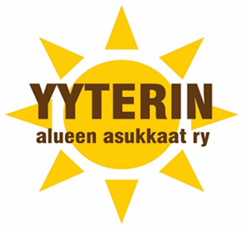 YYTERIN
alueen asukkaat ry